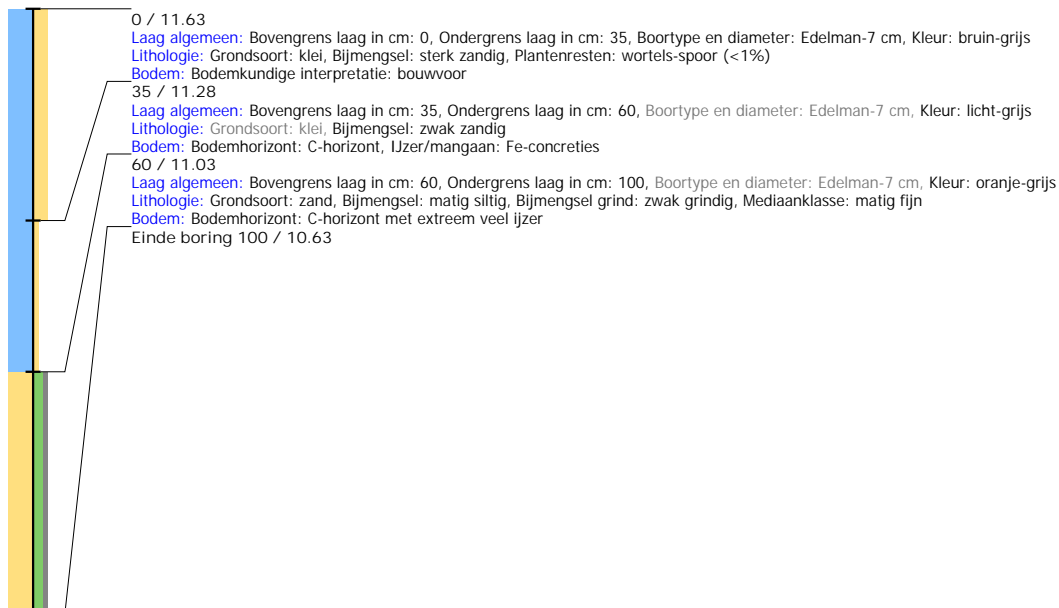 0 / 11.63
Laag algemeen: Bovengrens laag in cm: 0, Ondergrens laag in cm: 35, Boortype en diameter: Edelman-7 cm, Kleur: bruin-grijs
Lithologie: Grondsoort: klei, Bijmengsel: sterk zandig, Plantenresten: wortels-spoor (<1%)
Bodem: Bodemkundige interpretatie: bouwvoor
35 / 11.28
Laag algemeen: Bovengrens laag in cm: 35, Ondergrens laag in cm: 60, Boortype en diameter: Edelman-7 cm, Kleur: licht-grijs
Lithologie: Grondsoort: klei, Bijmengsel: zwak zandig
Bodem: Bodemhorizont: C-horizont, IJzer/mangaan: Fe-concreties
60 / 11.03
Laag algemeen: Bovengrens laag in cm: 60, Ondergrens laag in cm: 100, Boortype en diameter: Edelman-7 cm, Kleur: oranje-grijs
Lithologie: Grondsoort: zand, Bijmengsel: matig siltig, Bijmengsel grind: zwak grindig, Mediaanklasse: matig fijn
Bodem: Bodemhorizont: C-horizont met extreem veel ijzer
Einde boring 100 / 10.63